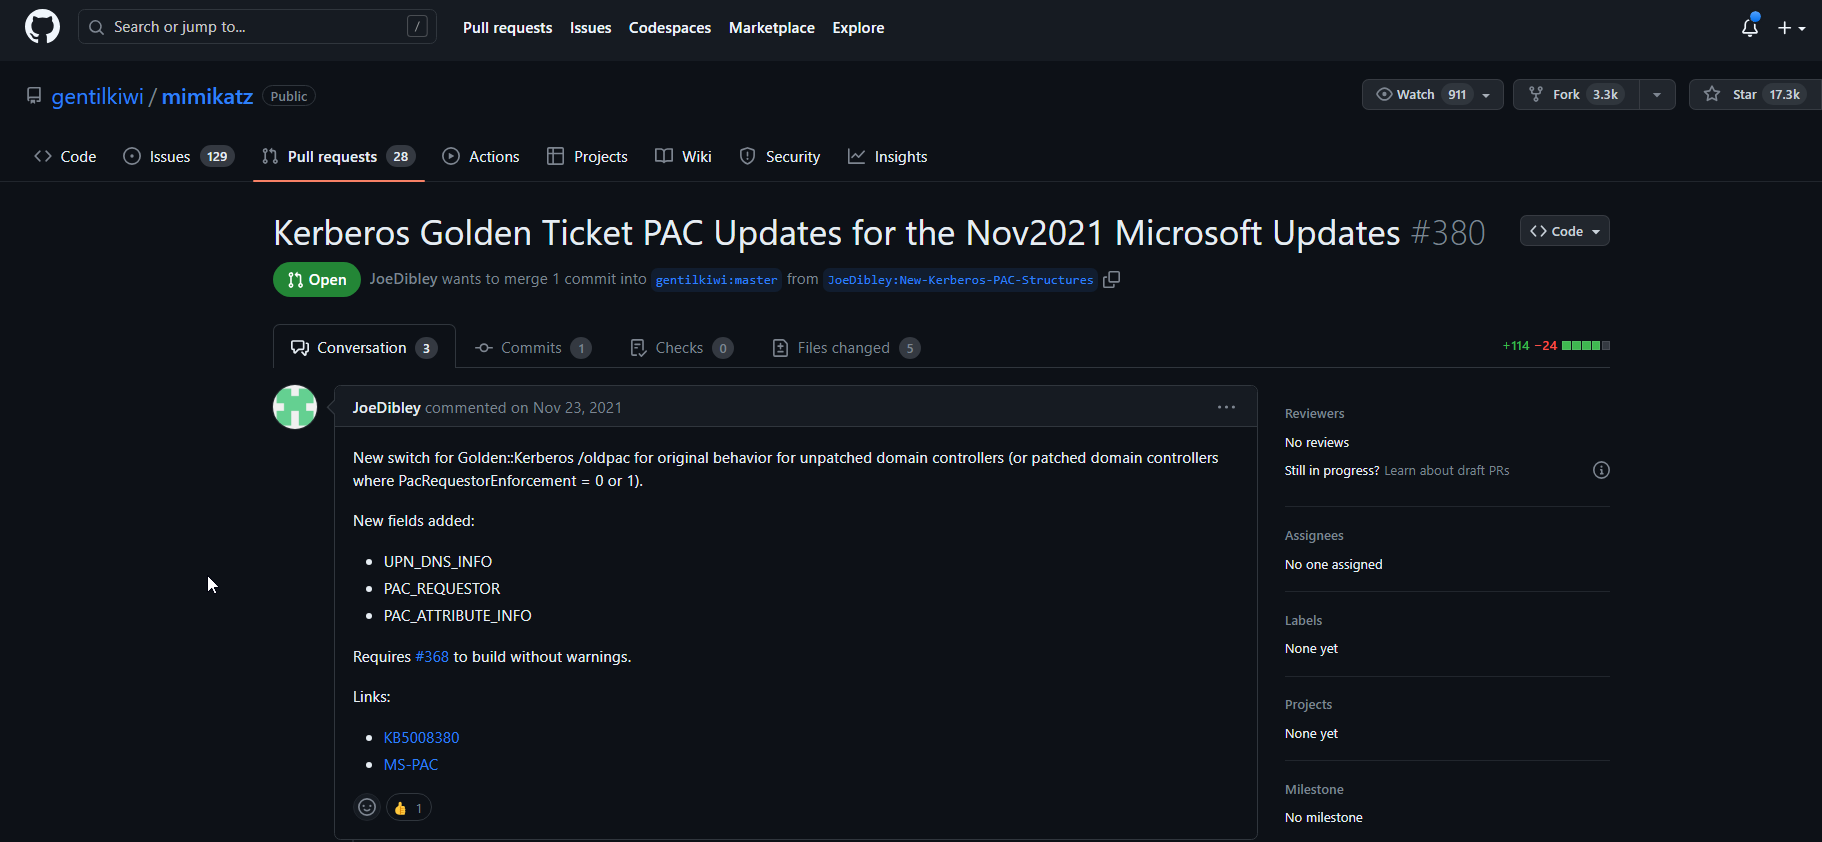 Search or jump to... /
Pull requests Issues Codespaces Marketplace Explore
gentilkiwi / mimikatz Public
Watch 911 Fork 3.3k Star 17.3k
Code Issues 129 Pull requests 28 Actions Projects Wiki Security Insights
Kerberos Golden Ticket PAC Updates for the Nov2021 Microsoft Updates #380
Code
Open JoeDibley wants to merge 1 commit into gentilkiwi:master from JoeDibley:New-Kerberos-PAC-Structures
Conversation 3 Commits 1 Checks 0 Files changed 5
+114 −24
JoeDibley commented on Nov 23, 2021
New switch for Golden::Kerberos /oldpac for original behavior for unpatched domain controllers (or patched domain controllers
where PacRequestorEnforcement = 0 or 1).
New fields added:
• UPN_DNS_INFO
• PAC_REQUESTOR
• PAC_ATTRIBUTE_INFO
Requires #368 to build without warnings.
Links:
• KB5008380
• MS-PAC
👍 1
Reviewers
No reviews
Still in progress? Learn about draft PRs
Assignees
No one assigned
Labels
None yet
Projects
None yet
Milestone
No milestone